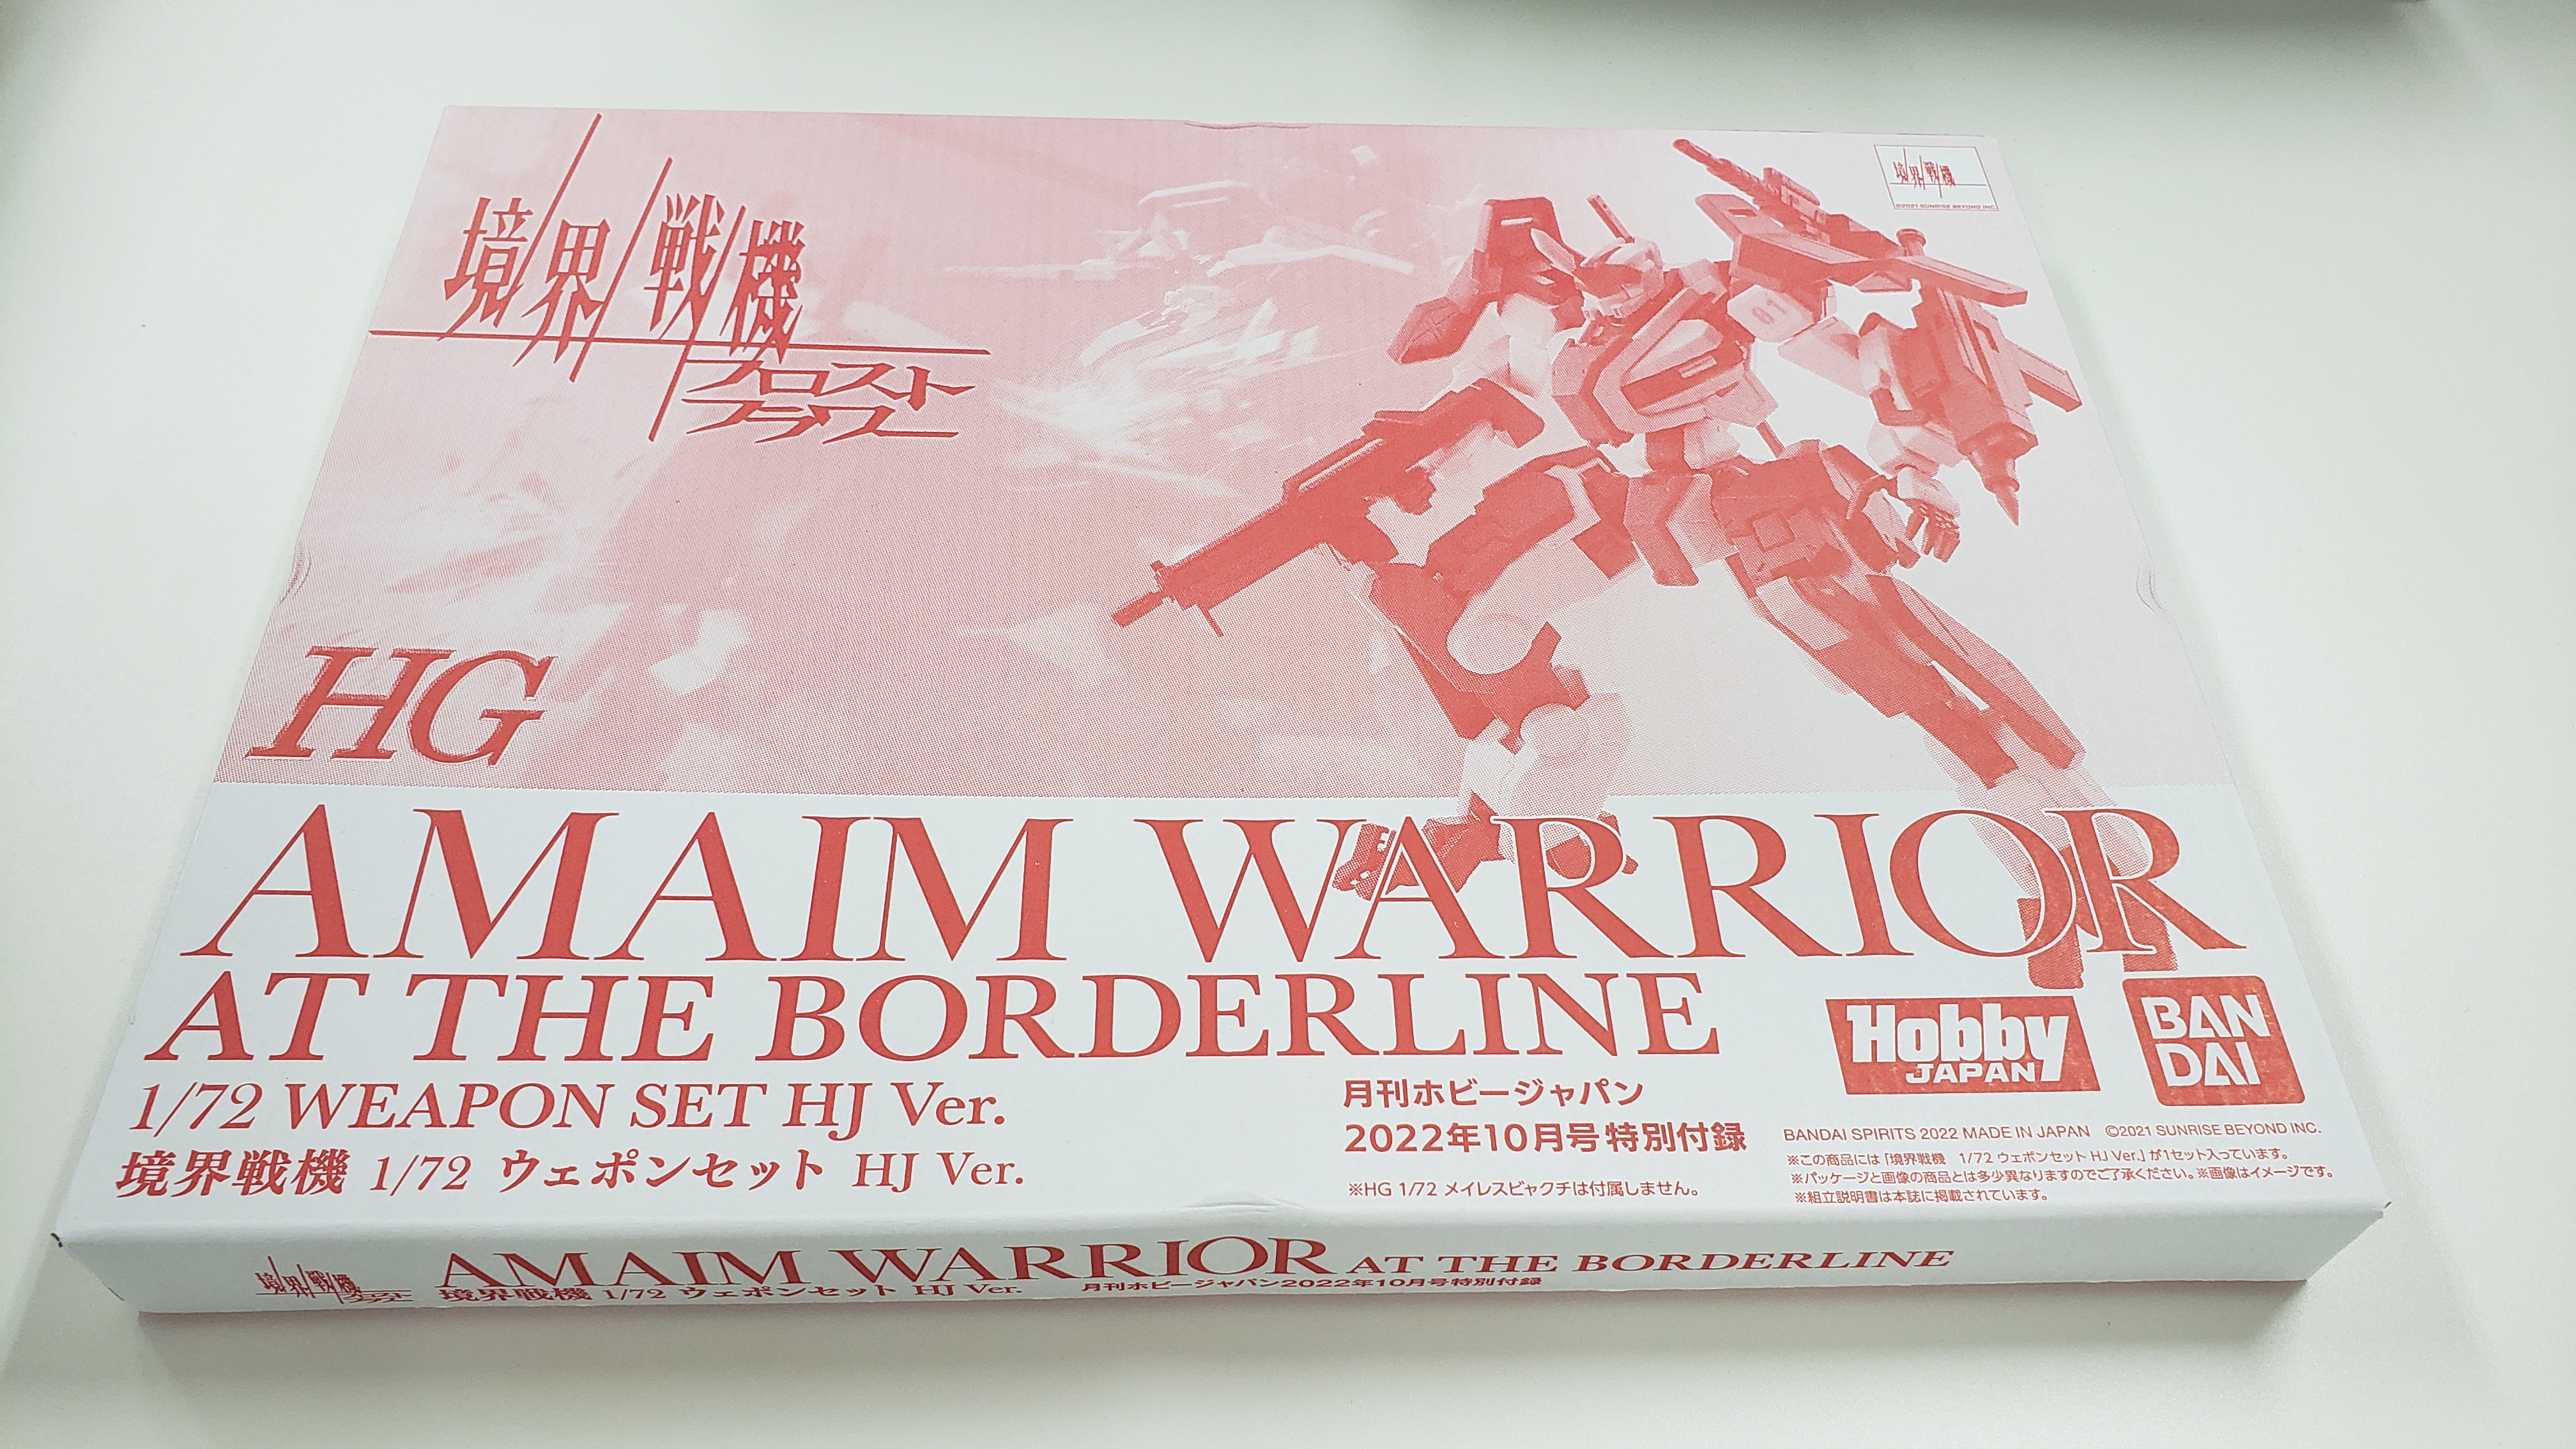 境界戦機
フロスト
フラワー
境界戦機
©2021 SUNRISE BEYOND INC.
01
HG
AMAIM WARRIOR
AT THE BORDERLINE
1/72 WEAPON SET HJ Ver.
境界戦機 1/72 ウェポンセット HJ Ver.
月刊ホビージャパン
2022年10月号特別付録
※HG 1/72 メイレスビャクチは付属しません。
Hobby
JAPAN
BAN
DAI
BANDAI SPIRITS 2022 MADE IN JAPAN ©2021 SUNRISE BEYOND INC.
※この商品には「境界戦機 1/72 ウェポンセット HJ Ver.」が1セット入っています。
※パッケージと画像の商品とは多少異なりますのでご了承ください。※画像はイメージです。
※組立説明書は本誌に掲載されています。
境界戦機
フロスト
フラワー
AMAIM WARRIOR AT THE BORDERLINE
境界戦機 1/72 ウェポンセット HJ Ver. 月刊ホビージャパン2022年10月号特別付録